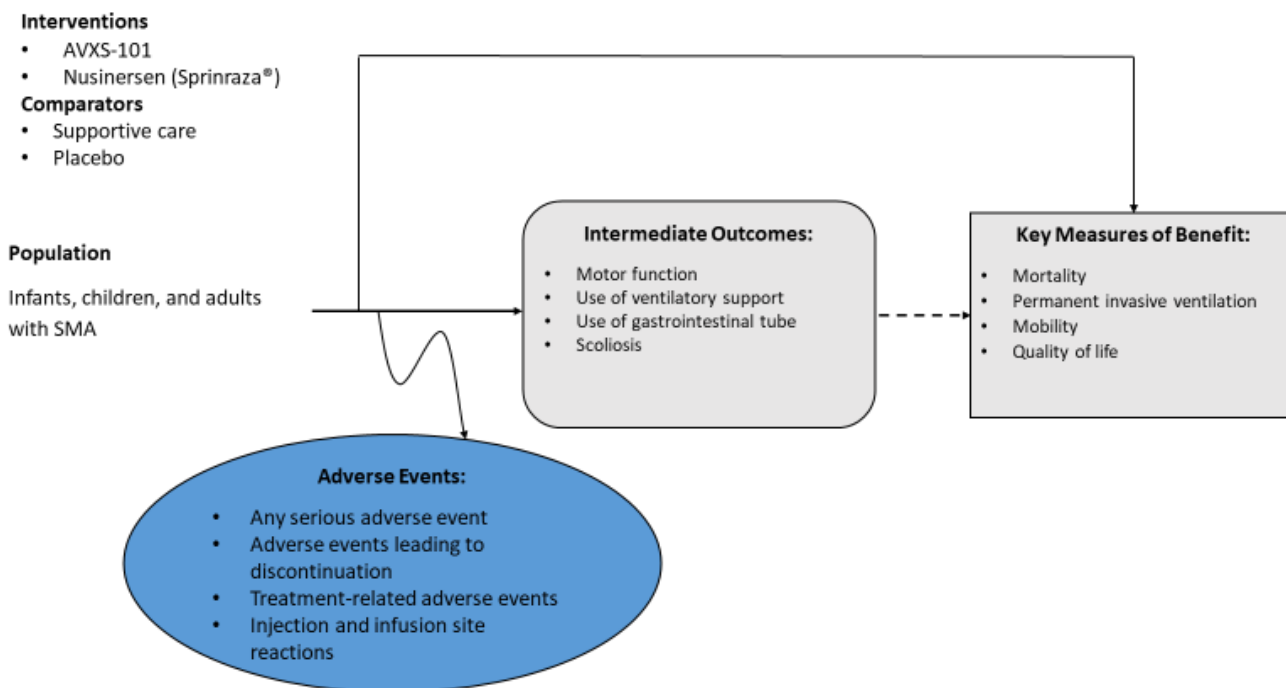 Interventions
• AVXS-101
• Nusinersen (Sprinraza®)
Comparators
• Supportive care
• Placebo
Population
Infants, children, and adults
with SMA
Intermediate Outcomes:
• Motor function
• Use of ventilatory support
• Use of gastrointestinal tube
• Scoliosis
Key Measures of Benefit:
• Mortality
• Permanent invasive ventilation
• Mobility
• Quality of life
Adverse Events:
• Any serious adverse event
• Adverse events leading to
discontinuation
• Treatment-related adverse events
• Injection and infusion site
reactions